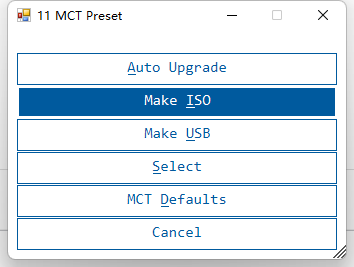 11 MCT Preset
Auto Upgrade
Make ISO
Make USB
Select
MCT Defaults
Cancel